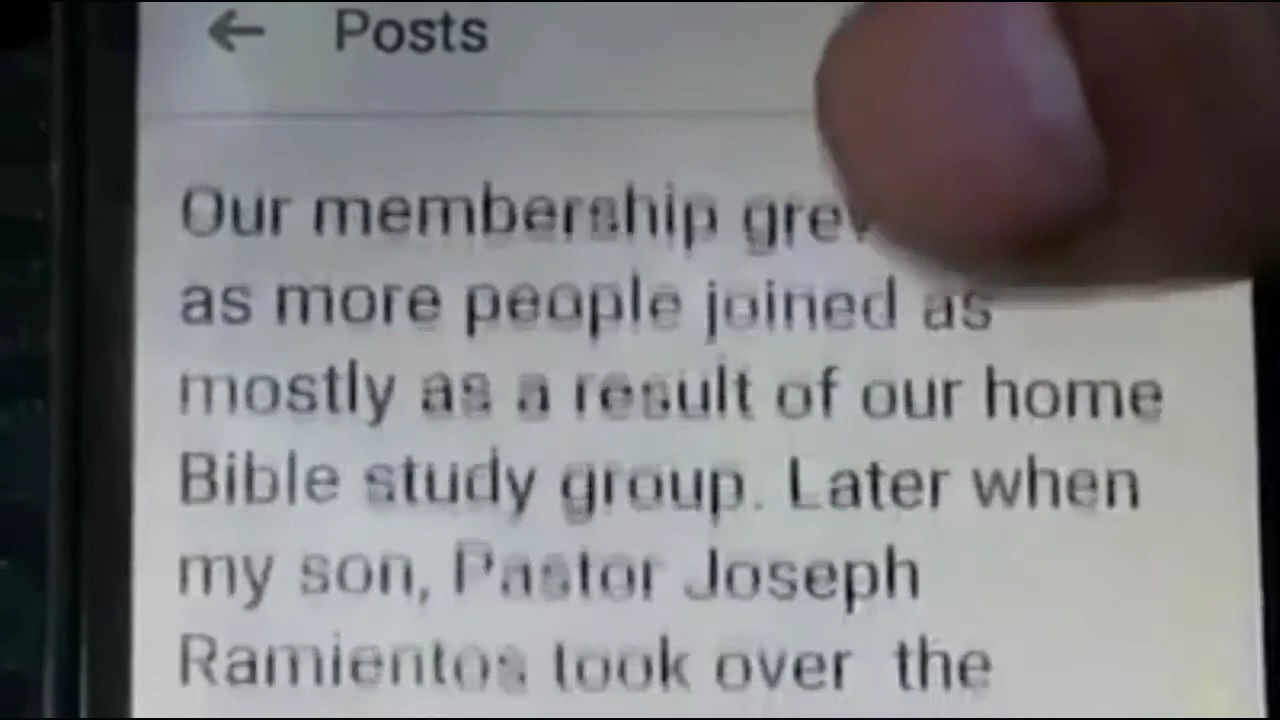 Posts
Our membership grew
as more people joined as
mostly as a result of our home
Bible study group. Later when
my son, Pastor Joseph
Ramientos took over the